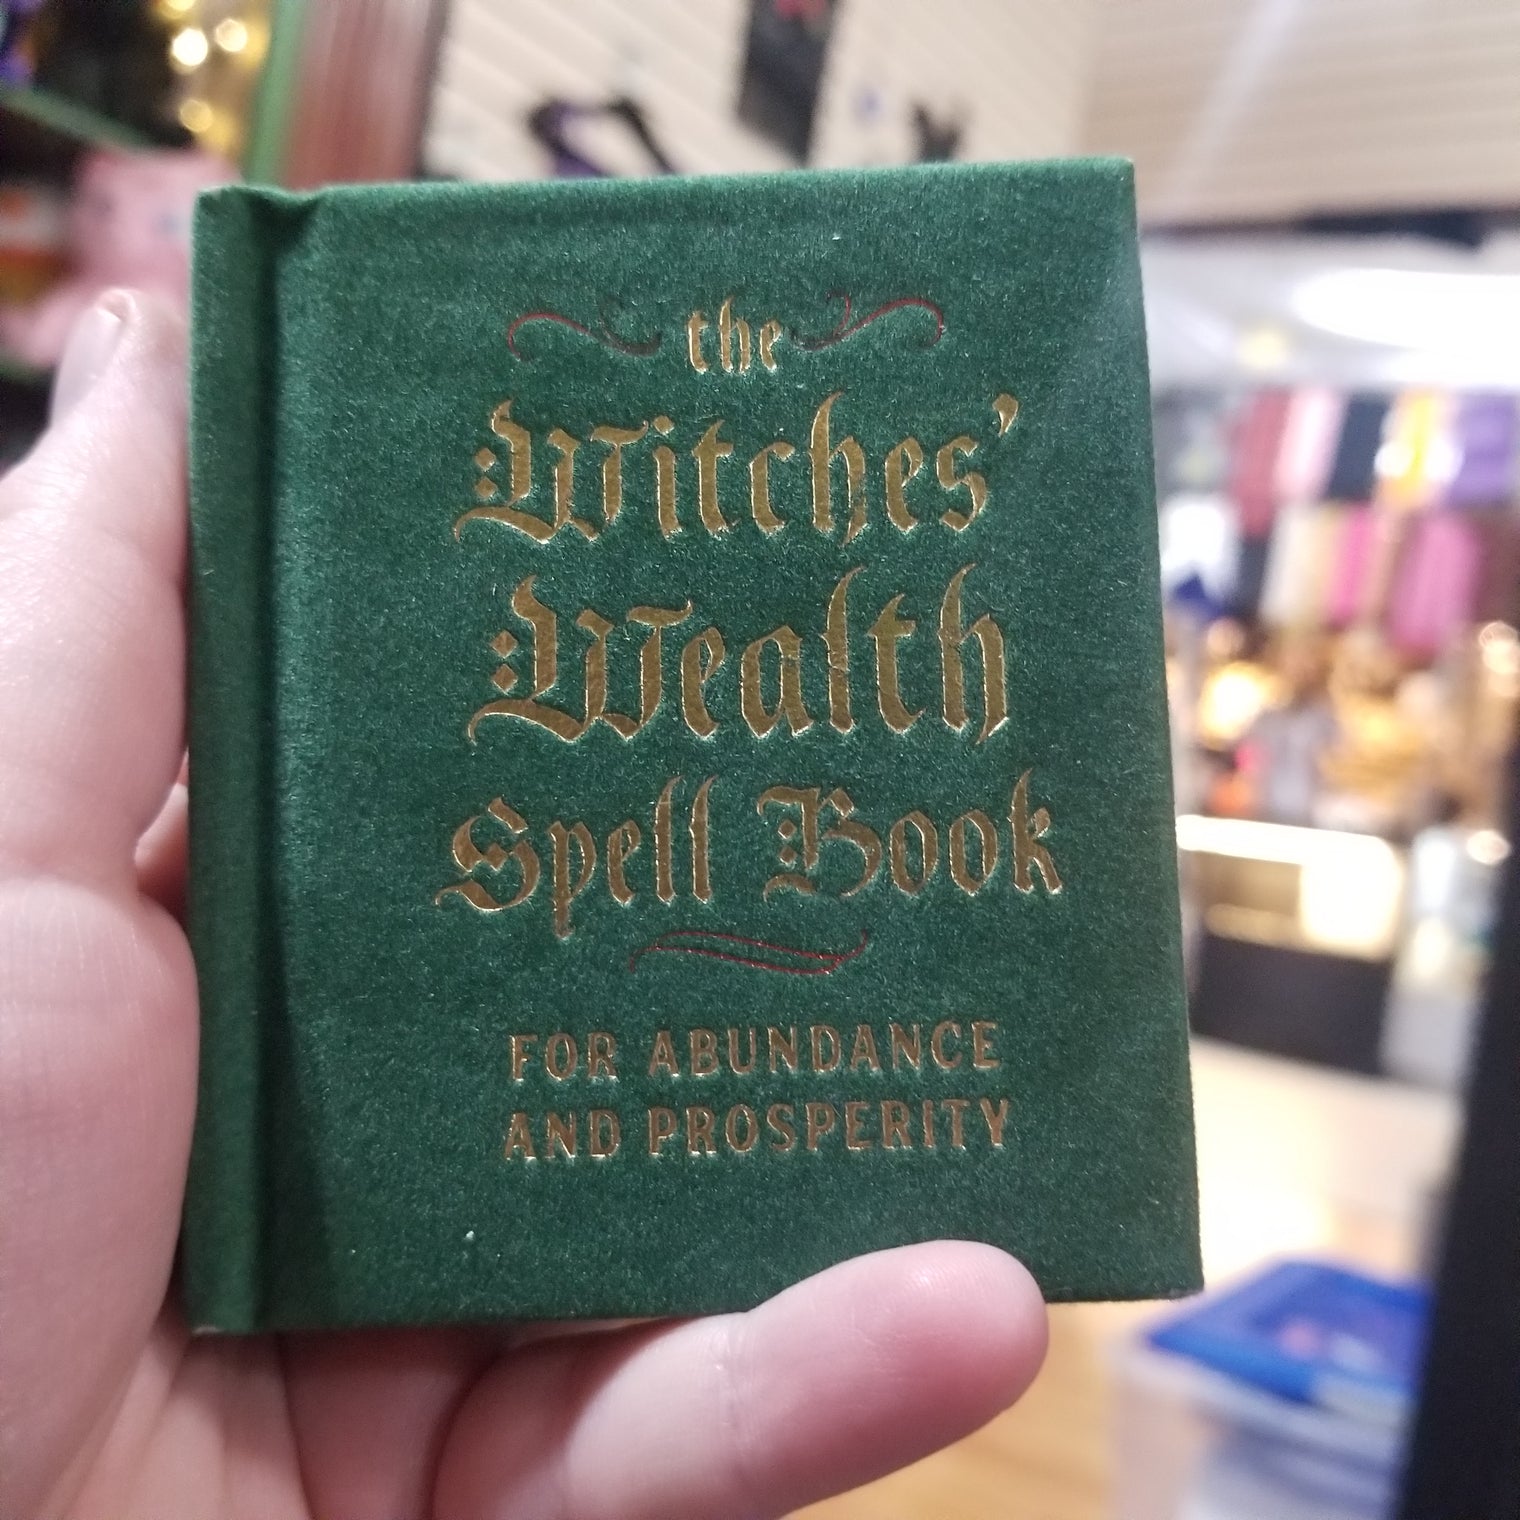 the
Witches'
Wealth
Spell Book
FOR ABUNDANCE
AND PROSPERITY